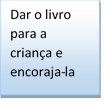 Dar o livro
para a
criança e
encoraja-la